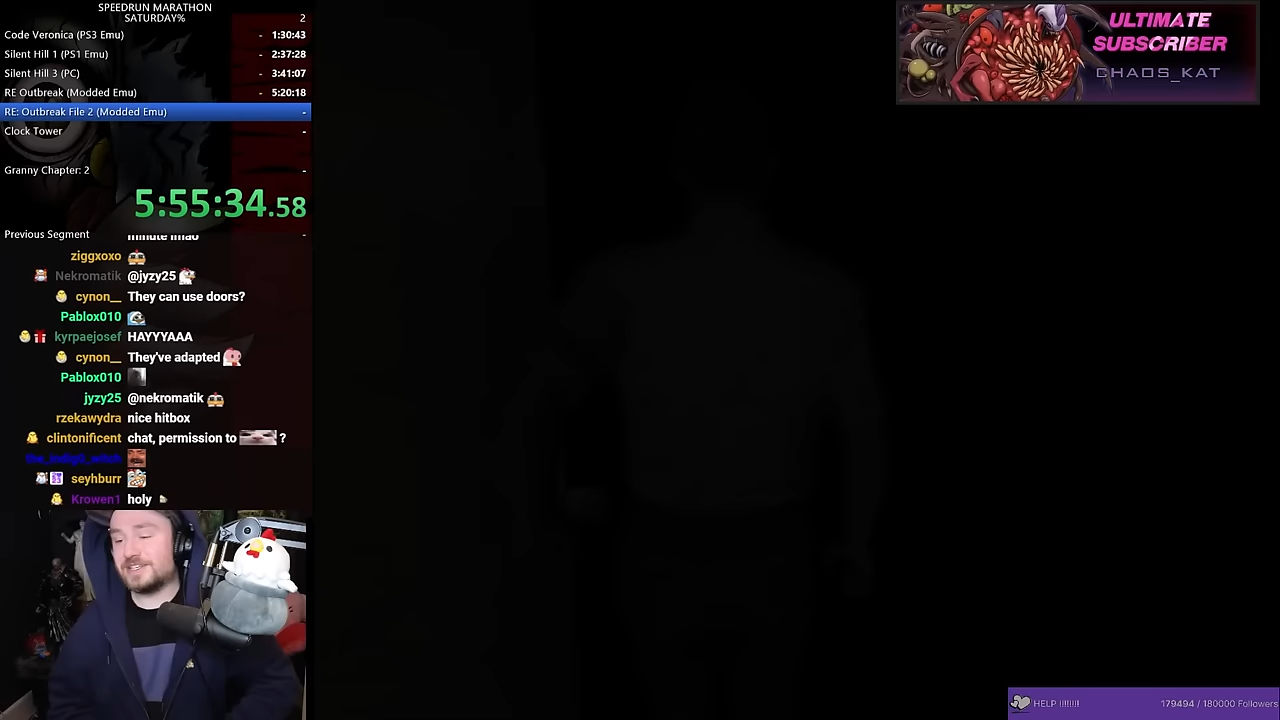 SPEEDRUN MARATHON
SATURDAY%
2
Code Veronica (PS3 Emu) - 1:30:43
Silent Hill 1 (PS1 Emu) - 2:37:28
Silent Hill 3 (PC) - 3:41:07
RE Outbreak (Modded Emu) - 5:20:18
RE: Outbreak File 2 (Modded Emu) -
Clock Tower -
Granny Chapter: 2 -
5:55:34.58
Previous Segment -
minute lmao
ziggxoxo
Nekromatik @jyzy25
cynon__ They can use doors?
Pablox010
kyrpaejosef HAYYYAAA
cynon__ They've adapted
Pablox010
jyzy25 @nekromatik
rzekawydra nice hitbox
clintonificent chat, permission to ?
seyhburr
Krowen1 holy
ULTIMATE
SUBSCRIBER
CHAOS_KAT
HELP !!!!!!! 179494 / 180000 Followers